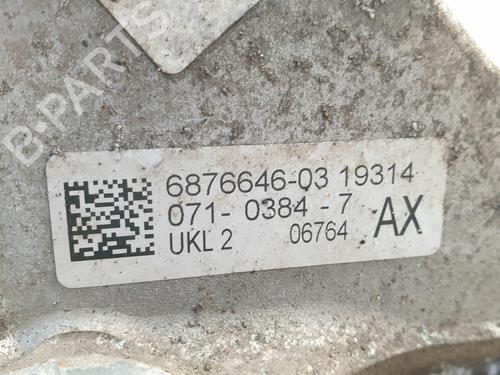 B-PARTS
6876646-03 19314
071- 0384 - 7
UKL 2 06764 AX